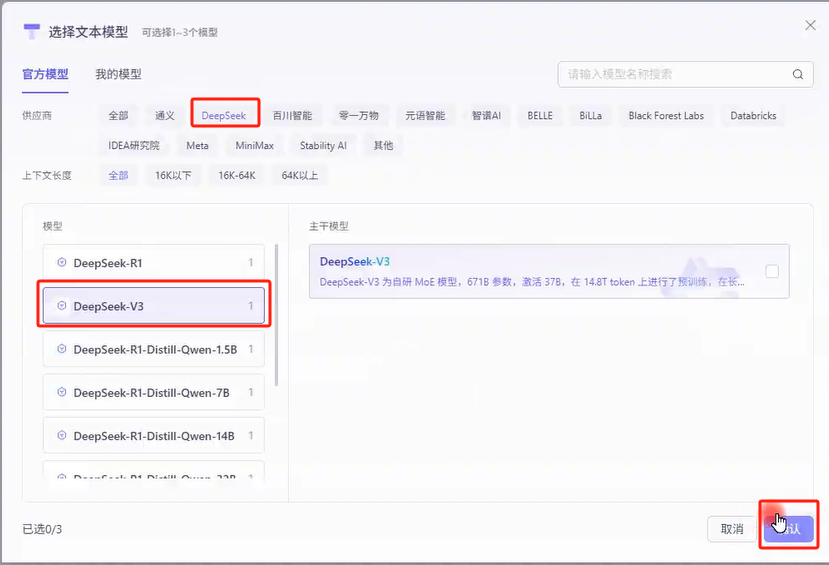 选择文本模型 可选择1~3个模型
官方模型 我的模型
请输入模型名称搜索
供应商 全部 通义 DeepSeek 百川智能 零一万物 元语智能 智谱AI BELLE BiLLa Black Forest Labs Databricks
IDEA研究院 Meta MiniMax Stability AI 其他
上下文长度 全部 16K以下 16K-64K 64K以上
模型
DeepSeek-R1 1
DeepSeek-V3 1
DeepSeek-R1-Distill-Qwen-1.5B 1
DeepSeek-R1-Distill-Qwen-7B 1
DeepSeek-R1-Distill-Qwen-14B 1
DeepSeek-R1-Distill-Qwen-32B 1
主干模型
DeepSeek-V3
DeepSeek-V3 为自研 MoE 模型，671B 参数，激活 37B，在 14.8T token 上进行了预训练，在长...
已选0/3
取消
认